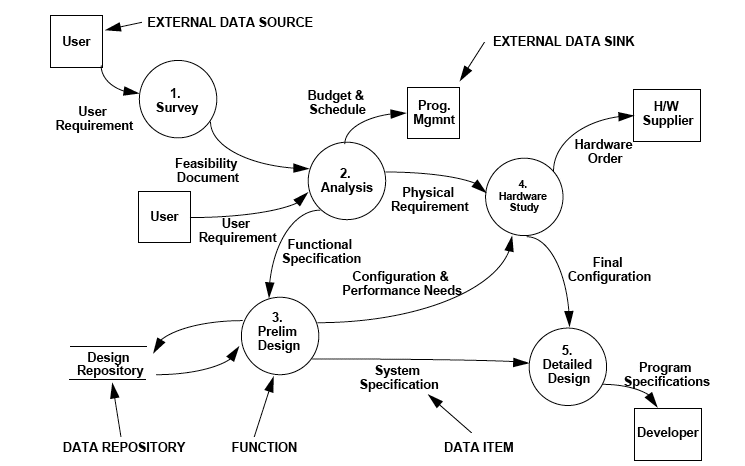 User
EXTERNAL DATA SOURCE
EXTERNAL DATA SINK
1.
Survey
User
Requirement
Budget &
Schedule
Prog.
Mgmnt
H/W
Supplier
Hardware
Order
Feasibility
Document
2.
Analysis
Physical
Requirement
4.
Hardware
Study
User
User
Requirement
Functional
Specification
Configuration &
Performance Needs
Final
Configuration
3.
Prelim
Design
Design
Repository
System
Specification
5.
Detailed
Design
Program
Specifications
Developer
DATA REPOSITORY
FUNCTION
DATA ITEM